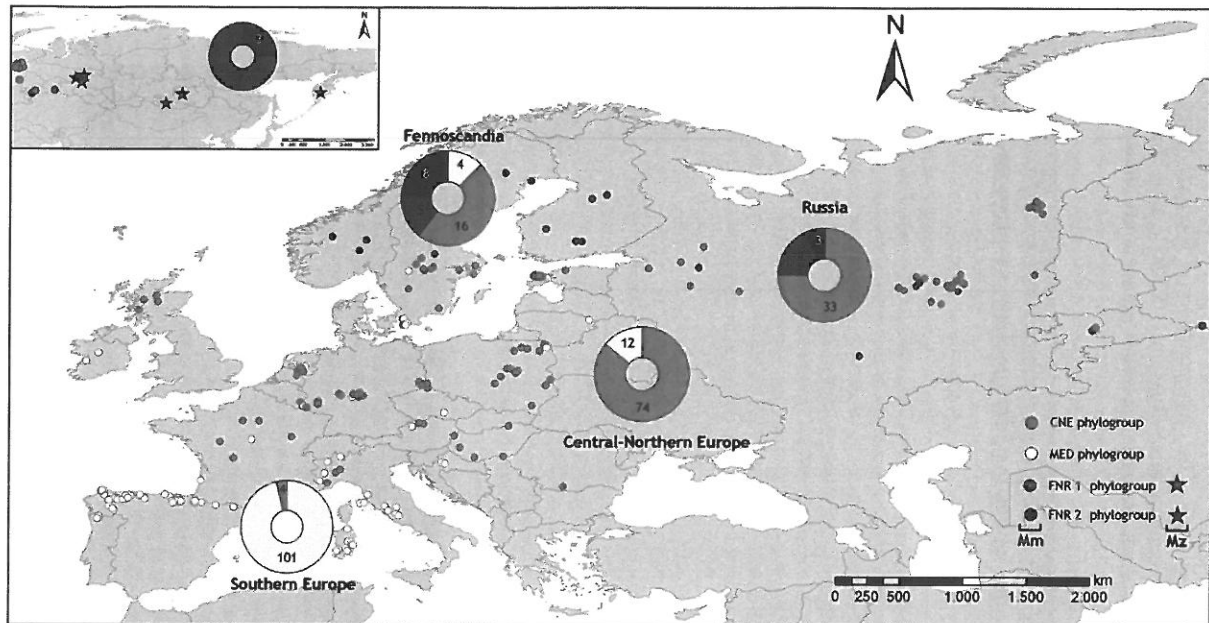 N
N
Fennoscandia
8
4
16
Russia
3
33
12
74
Central-Northern Europe
CNE phylogroup
MED phylogroup
FNR 1 phylogroup
FNR 2 phylogroup
Mm
Mz
101
Southern Europe
km
0 250 500 1.000 1.500 2.000